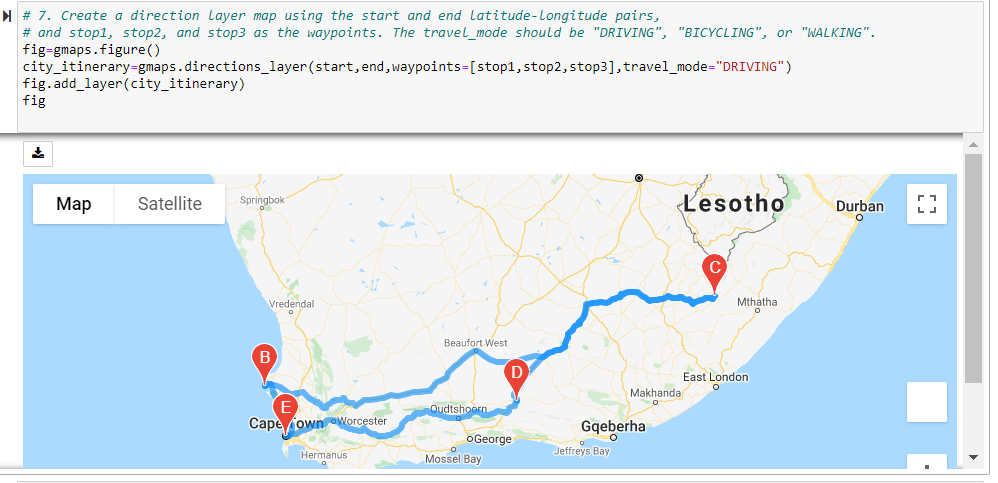 # 7. Create a direction layer map using the start and end latitude-longitude pairs,
# and stop1, stop2, and stop3 as the waypoints. The travel_mode should be "DRIVING", "BICYCLING", or "WALKING".
fig=gmaps.figure()
city_itinerary=gmaps.directions_layer(start,end,waypoints=[stop1,stop2,stop3],travel_mode="DRIVING")
fig.add_layer(city_itinerary)
fig
Map
Satellite
Springbok
Lesotho
Durban
C
Vredendal
Mthatha
Beaufort West
B
D
East London
E
Oudtshoorn
Makhanda
Cape Town
Worcester
Gqeberha
George
Hermanus
Mossel Bay
Jeffreys Bay